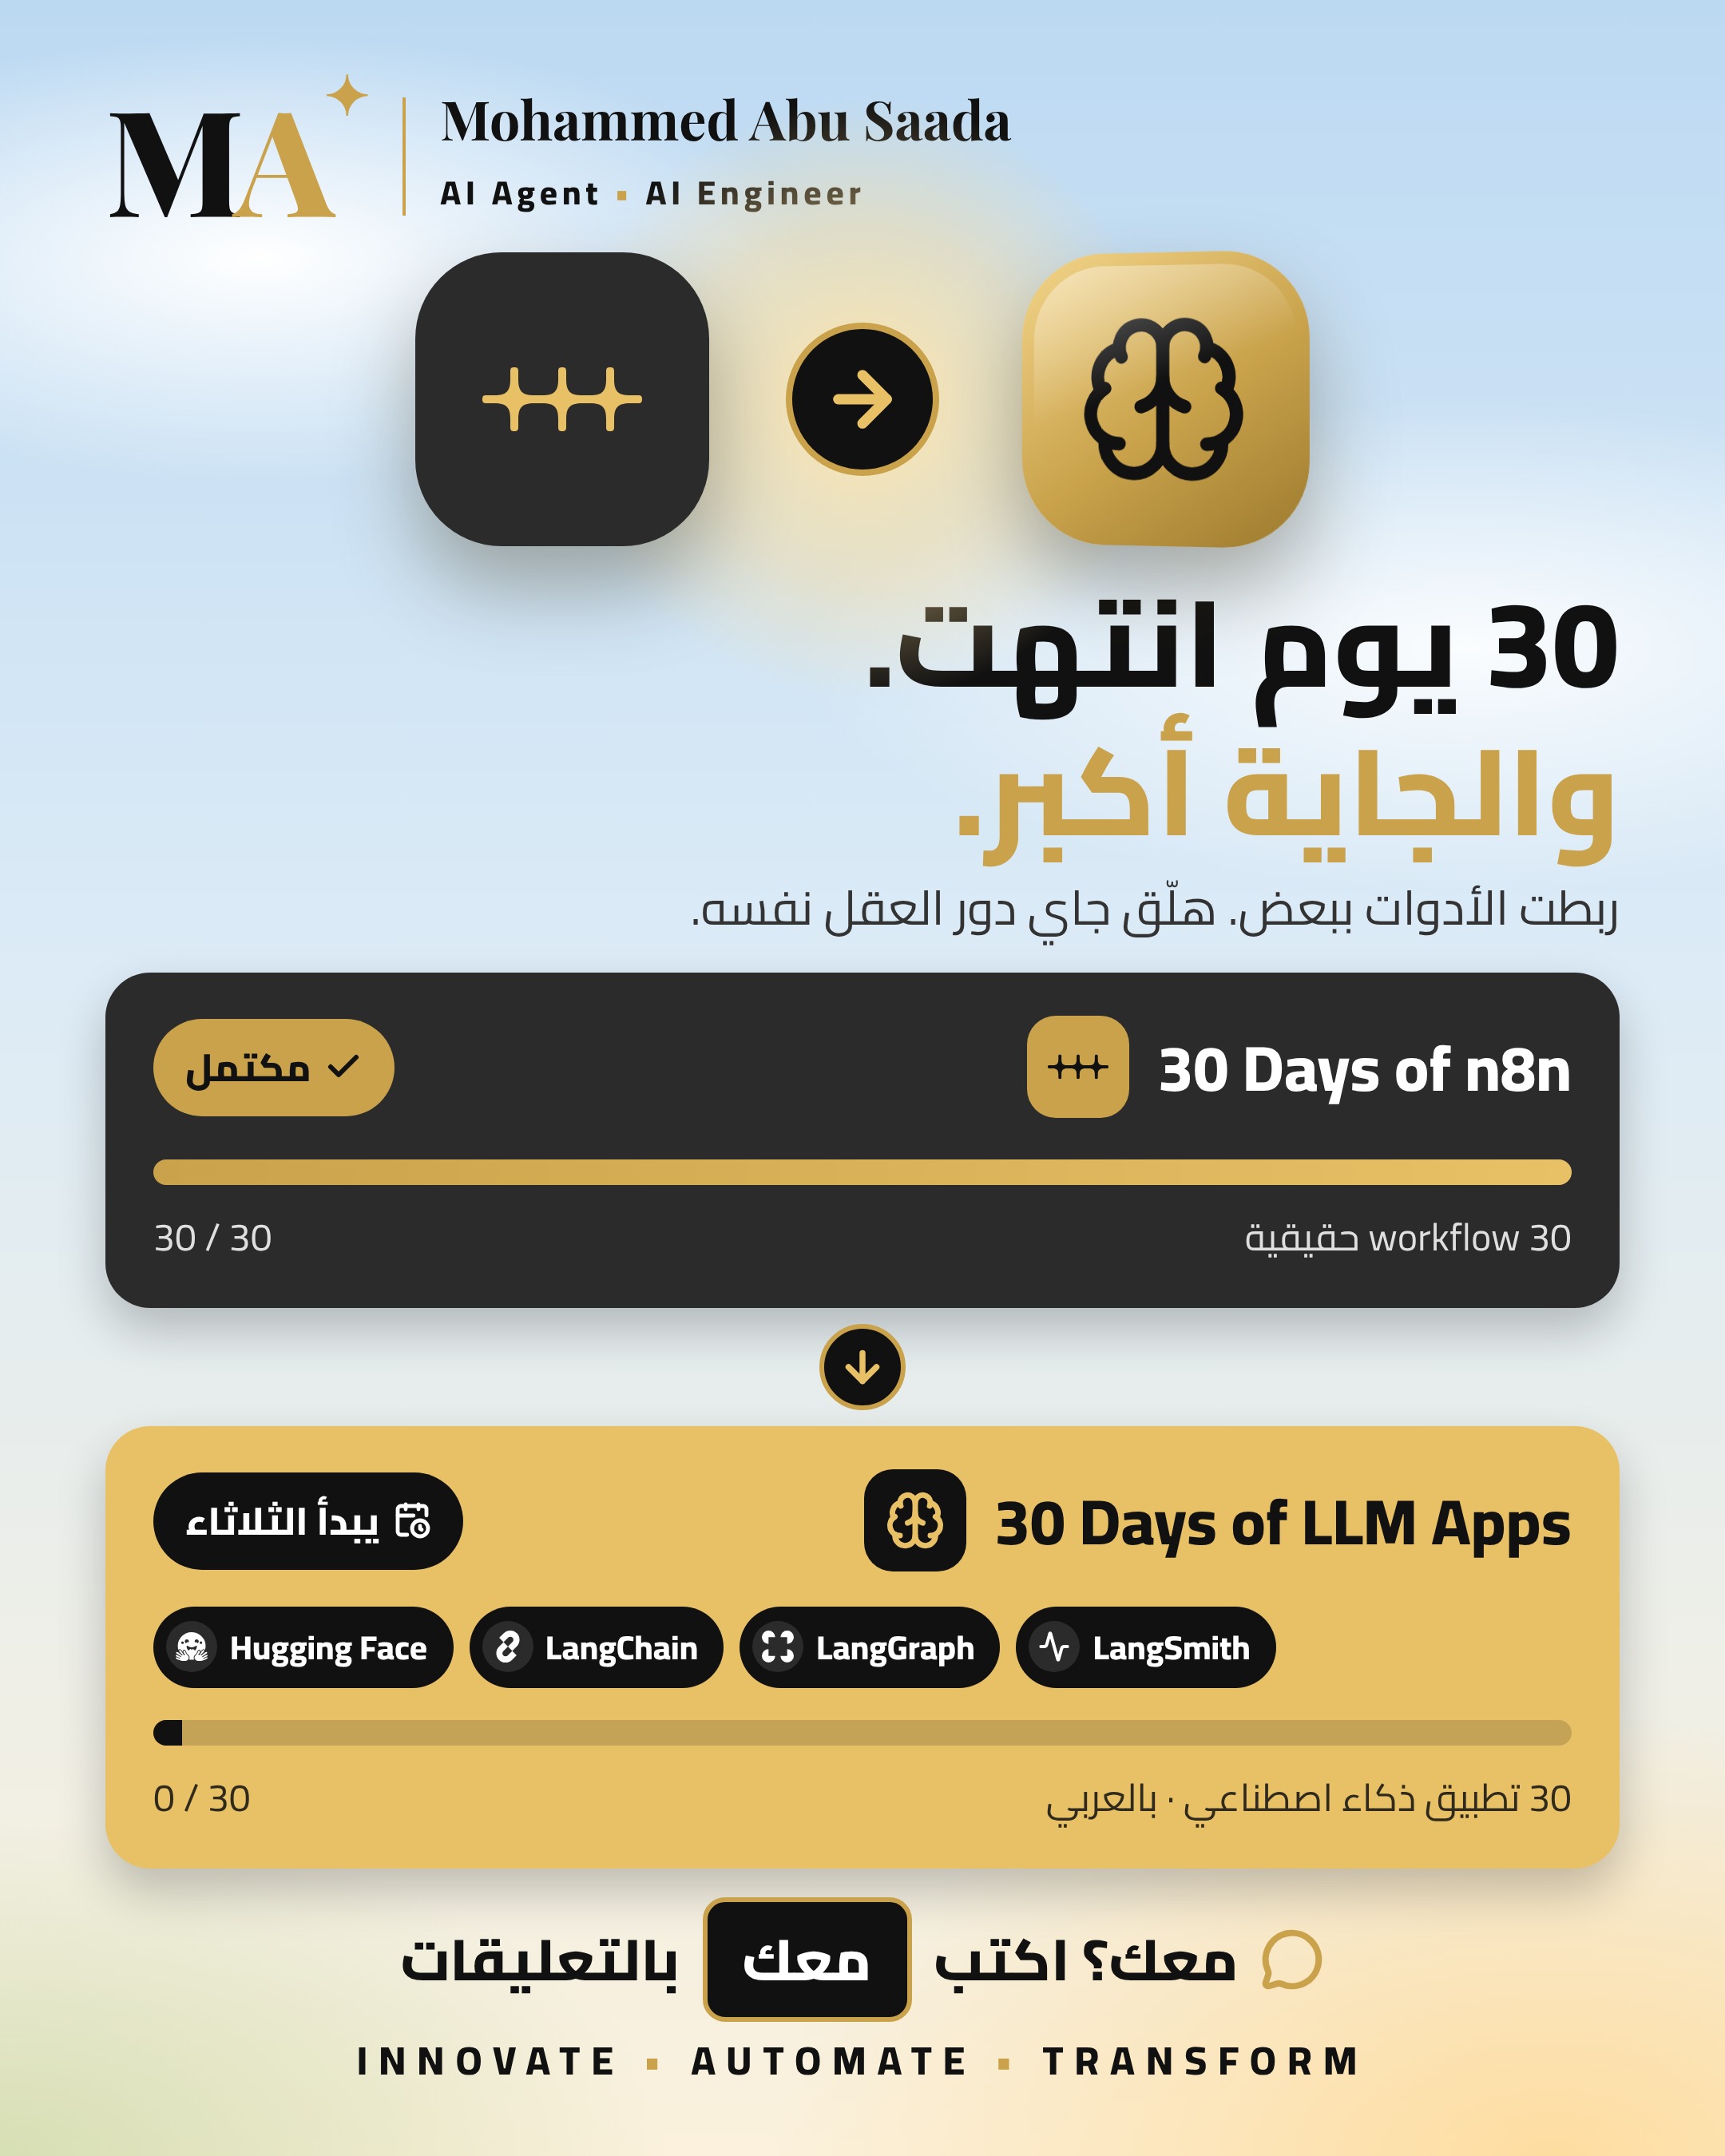 MA
Mohammed Abu Saada
AI Agent ▪ AI Engineer
30 يوم انتهت.
والجاية أكبر.
ربطت الأدوات ببعض. هلّق جاي دور العقل نفسه.
30 Days of n8n
مكتمل
30 workflow حقيقية
30 / 30
30 Days of LLM Apps
يبدأ الثلاثاء
Hugging Face LangChain LangGraph LangSmith
30 تطبيق ذكاء اصطناعي · بالعربي
0 / 30
معك؟ اكتب معك بالتعليقات
INNOVATE ▪ AUTOMATE ▪ TRANSFORM